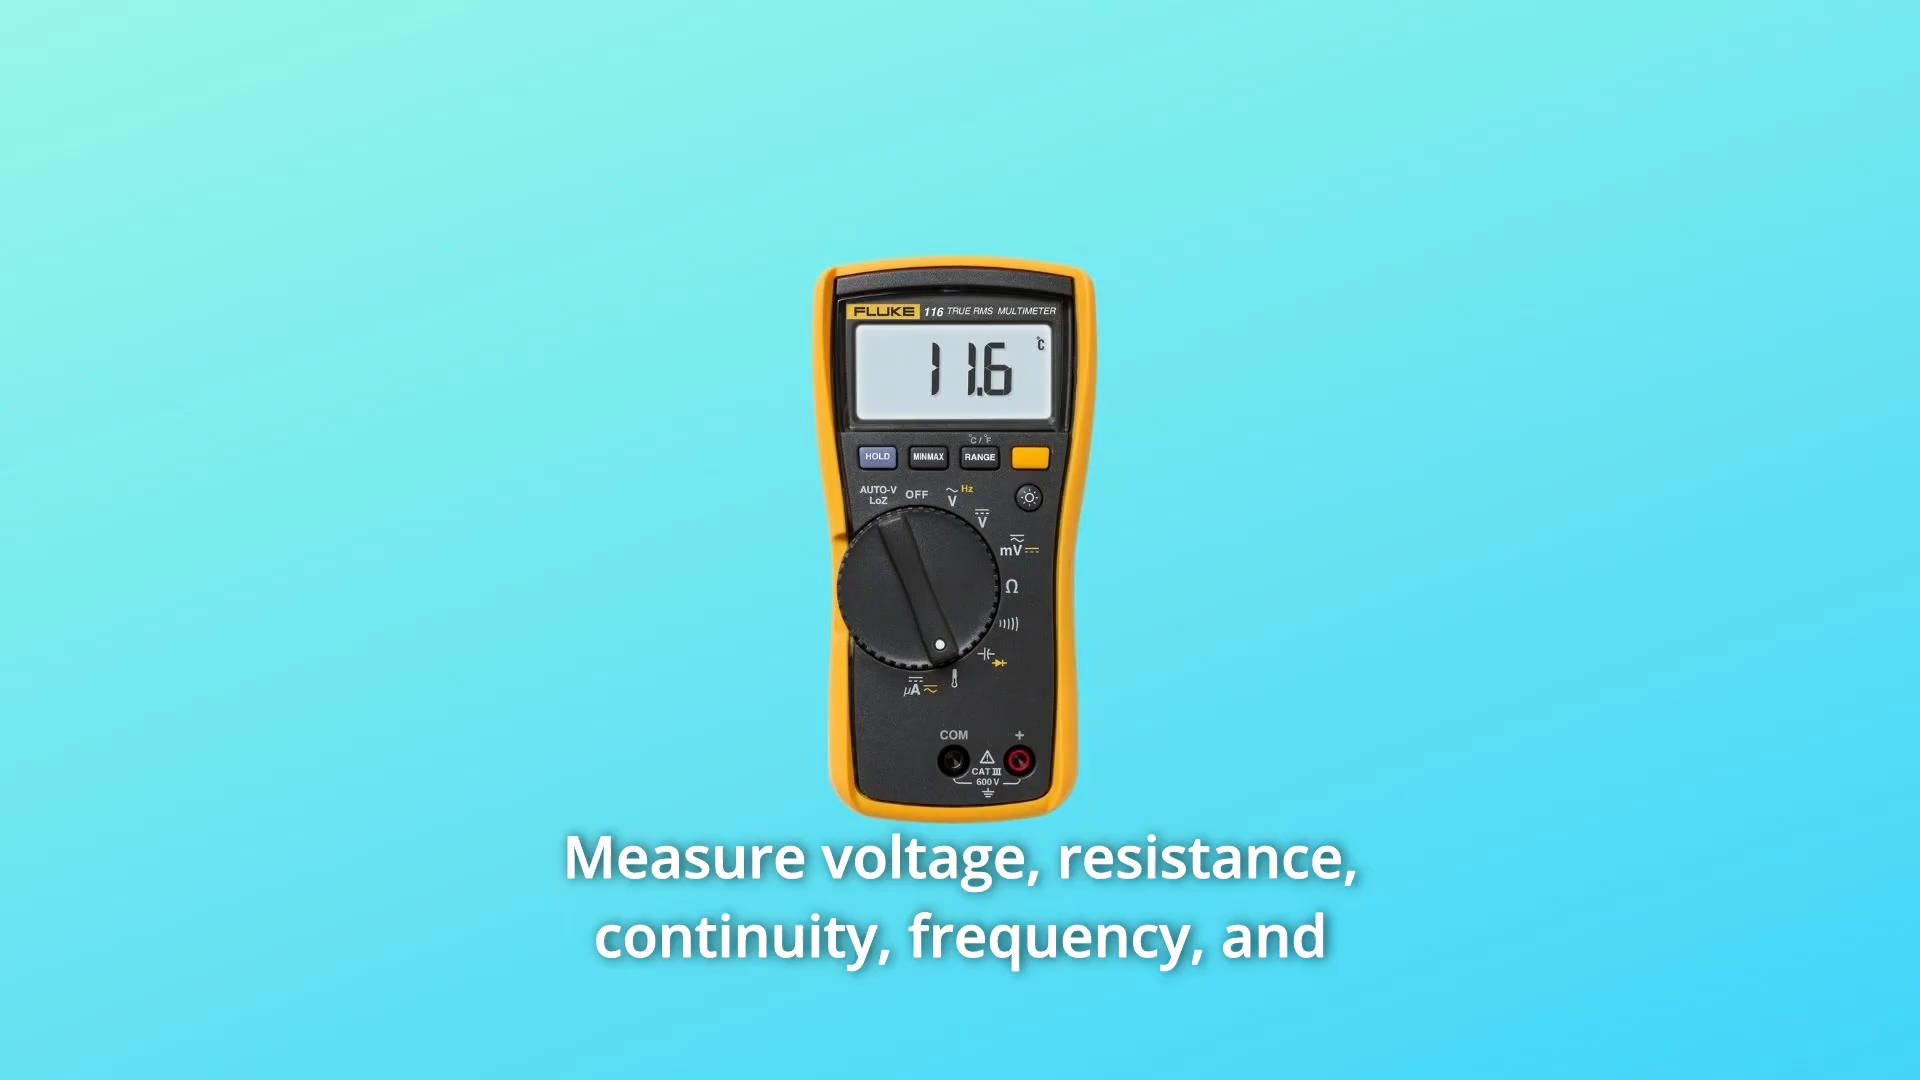 FLUKE 116 TRUE RMS MULTIMETER
11.6 °C
°C / °F
HOLD MINMAX RANGE
AUTO-V
LoZ
OFF
Hz
V
V
mV
Ω
µA
COM +
CAT III
600 V
Measure voltage, resistance,
continuity, frequency, and